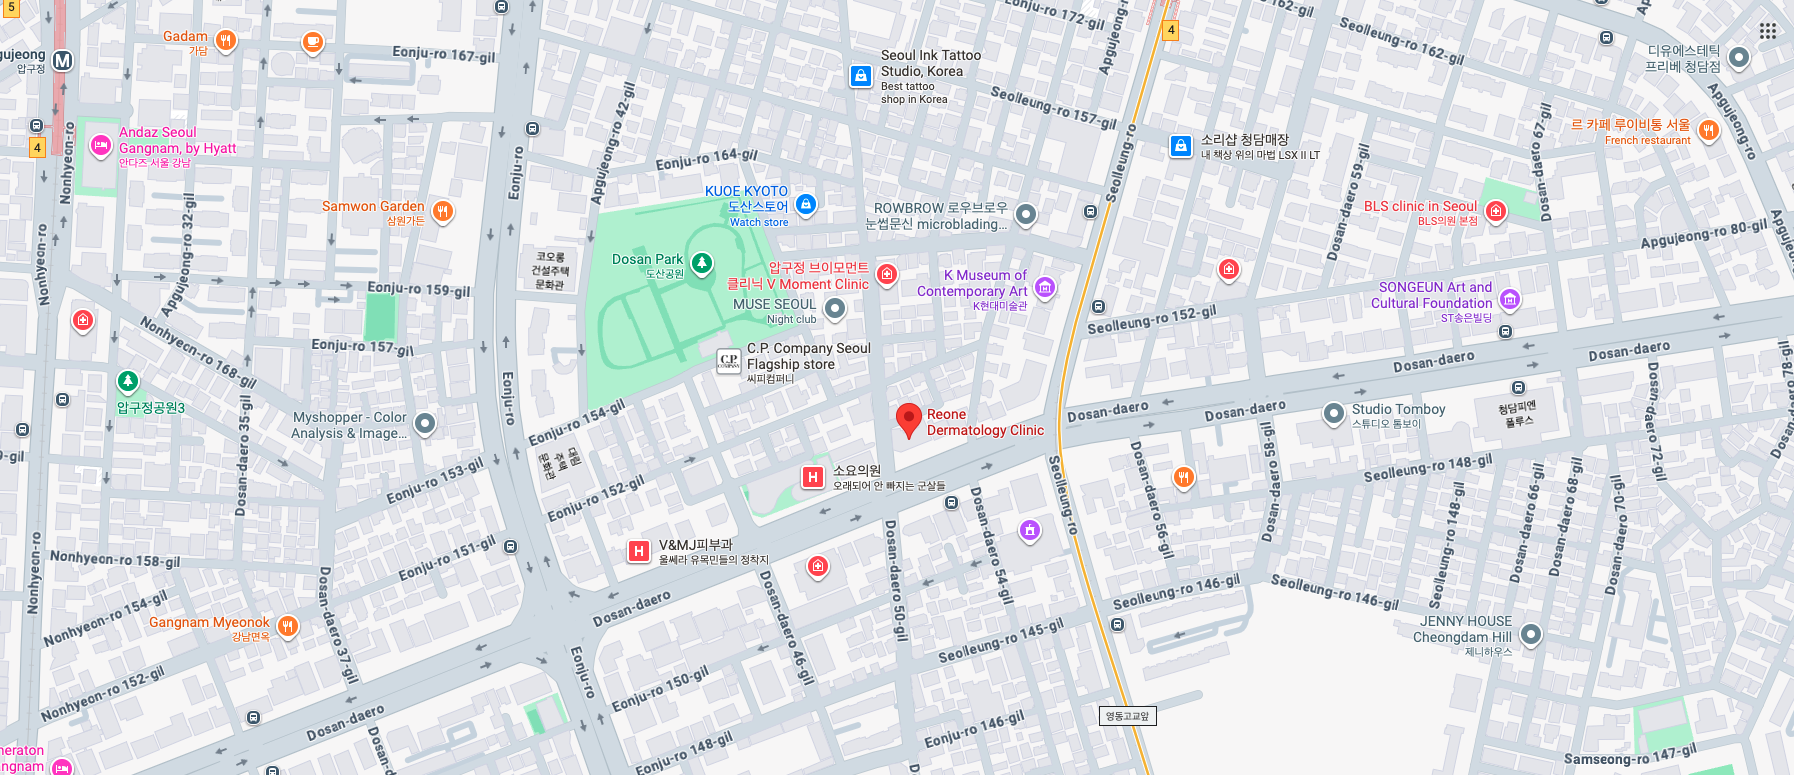 5
Gadam
가담
Eonju-ro 167-gil
Apgujeong-ro
172-gil
4
162-gil
Seolleung-ro 162-gil
디유에스테틱
프리베 청담점
압구정
M
Seoul Ink Tattoo
Studio, Korea
Best tattoo
shop in Korea
Apgujeong-ro 42-gil
Seolleung-ro 157-gil
Apgujeong-ro
르 카페 루이비통 서울
French restaurant
4
Nonhyeon-ro
Andaz Seoul
Gangnam, by Hyatt
안다즈 서울 강남
Eonju-ro
Eonju-ro 164-gil
Seolleung-ro
소리샵 청담매장
내 책상 위의 마법 LSX II LT
Dosan-daero 59-gil
Dosan-daero 67-gil
Samwon Garden
삼원가든
KUOE KYOTO
도산스토어
Watch store
ROWBROW 로우브로우
눈썹문신 microblading...
BLS clinic in Seoul
BLS의원 본점
Apgujeong-ro 80-gil
Nonhyeon-ro
Apgujeong-ro 32-gil
코오롱
건설주택
문화관
Dosan Park
도산공원
압구정 브이모먼트
클리닉 V Moment Clinic
K Museum of
Contemporary Art
K현대미술관
SONGEUN Art and
Cultural Foundation
ST송은빌딩
Eonju-ro 159-gil
MUSE SEOUL
Night club
Seolleung-ro 152-gil
Nonhyeon-ro 168-gil
Eonju-ro 157-gil
C.P. Company Seoul
Flagship store
씨피컴퍼니
C.P.
COMPANY
Dosan-daero
Dosan-daero
압구정공원3
Eonju-ro
Eonju-ro 154-gil
Myshopper - Color
Analysis & Image...
Dosan-daero 35-gil
Reone
Dermatology Clinic
Dosan-daero
Dosan-daero
Studio Tomboy
스튜디오 톰보이
청담피엔
폴루스
대림
주택
문화관
소요의원
오래되어 안 빠지는 군살들
H
Eonju-ro 153-gil
Eonju-ro 152-gil
Seolleung-ro
Seolleung-ro 148-gil
Dosan-daero 58-gil
Dosan-daero 56-gil
Seolleung-ro 148-gil
Dosan-daero 66-gil
Dosan-daero 68-gil
Dosan-daero 70-gil
Dosan-daero 72-gil
Dosan-daero 78-gil
Nonhyeon-ro
Nonhyeon-ro 158-gil
Eonju-ro 151-gil
V&MJ피부과
울쎄라 유목민들의 정착지
H
Dosan-daero 50-gil
Dosan-daero 54-gil
Dosan-daero 46-gil
Dosan-daero
Seolleung-ro 146-gil
Seolleung-ro 146-gil
Nonhyeon-ro 154-gil
Gangnam Myeonok
강남면옥
Dosan-daero 37-gil
Seolleung-ro 145-gil
JENNY HOUSE
Cheongdam Hill
제니하우스
Eonju-ro
Eonju-ro 150-gil
Nonhyeon-ro 152-gil
Dosan-daero
영동고교앞
Eonju-ro 146-gil
Eonju-ro 148-gil
Samseong-ro 147-gil